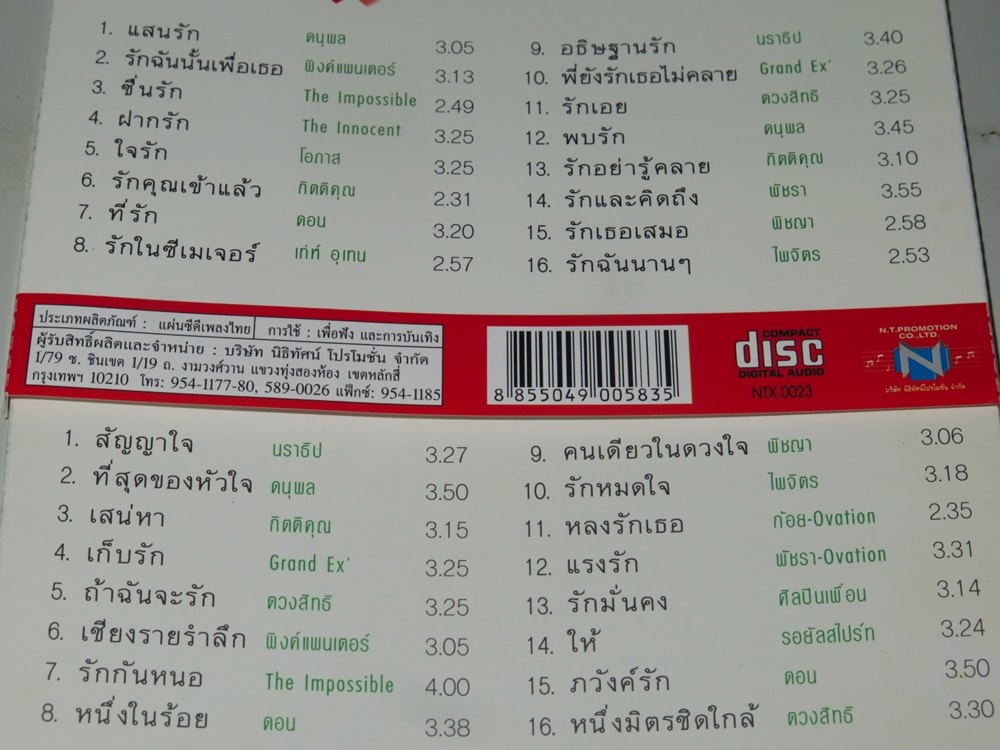 1. แสนรัก ดนุพล 3.05
2. รักฉันนั้นเพื่อเธอ พิงค์แพนเตอร์ 3.13
3. ชื่นรัก The Impossible 2.49
4. ฝากรัก The Innocent 3.25
5. ใจรัก โอภาส 3.25
6. รักคุณเข้าแล้ว กิตติคุณ 2.31
7. ที่รัก ดอน 3.20
8. รักในซีเมเจอร์ เท่ห์ อุเทน 2.57
9. อธิษฐานรัก นราธิป 3.40
10. พี่ยังรักเธอไม่คลาย Grand Ex' 3.26
11. รักเอย ดวงสิทธิ์ 3.25
12. พบรัก ดนุพล 3.45
13. รักอย่ารู้คลาย กิตติคุณ 3.10
14. รักและคิดถึง พัชรา 3.55
15. รักเธอเสมอ พิชญา 2.58
16. รักฉันนานๆ ไพจิตร 2.53
ประเภทผลิตภัณฑ์ : แผ่นซีดีเพลงไทย การใช้ : เพื่อฟัง และการบันเทิง
ผู้รับสิทธิ์ผลิตและจำหน่าย : บริษัท นิธิทัศน์ โปรโมชั่น จำกัด
1/79 ซ. ชินเขต 1/19 ถ. งามวงศ์วาน แขวงทุ่งสองห้อง เขตหลักสี่
กรุงเทพฯ 10210 โทร: 954-1177-80, 589-0026 แฟ็กซ์: 954-1185
8 855049 005835
COMPACT
disc
DIGITAL AUDIO
NTX.0023
N.T.PROMOTION
CO.,LTD.
N
บริษัท นิธิทัศน์โปรโมชั่น จำกัด
1. สัญญาใจ นราธิป 3.27
2. ที่สุดของหัวใจ ดนุพล 3.50
3. เสน่หา กิตติคุณ 3.15
4. เก็บรัก Grand Ex' 3.25
5. ถ้าฉันจะรัก ดวงสิทธิ์ 3.25
6. เชียงรายรำลึก พิงค์แพนเตอร์ 3.05
7. รักกันหนอ The Impossible 4.00
8. หนึ่งในร้อย ดอน 3.38
9. คนเดียวในดวงใจ พิชญา 3.06
10. รักหมดใจ ไพจิตร 3.18
11. หลงรักเธอ ก้อย-Ovation 2.35
12. แรงรัก พัชรา-Ovation 3.31
13. รักมั่นคง ศิลปินเพื่อน 3.14
14. ให้ รอยัลสไปร์ท 3.24
15. ภวังค์รัก ดอน 3.50
16. หนึ่งมิตรชิดใกล้ ดวงสิทธิ์ 3.30